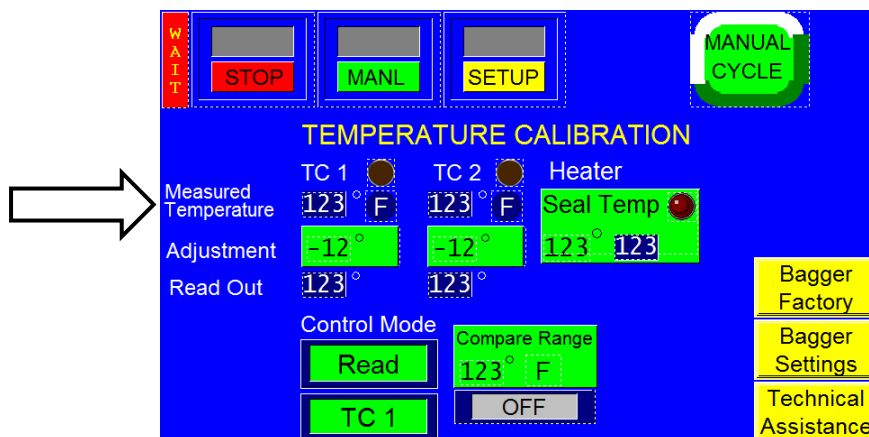 WAIT
STOP
MANL
SETUP
MANUAL
CYCLE
TEMPERATURE CALIBRATION
TC 1
TC 2
Heater
Measured
Temperature
123° F
123° F
Seal Temp
123° 123
Adjustment
-12°
-12°
Read Out
123°
123°
Control Mode
Read
TC 1
Compare Range
123° F
OFF
Bagger
Factory
Bagger
Settings
Technical
Assistance